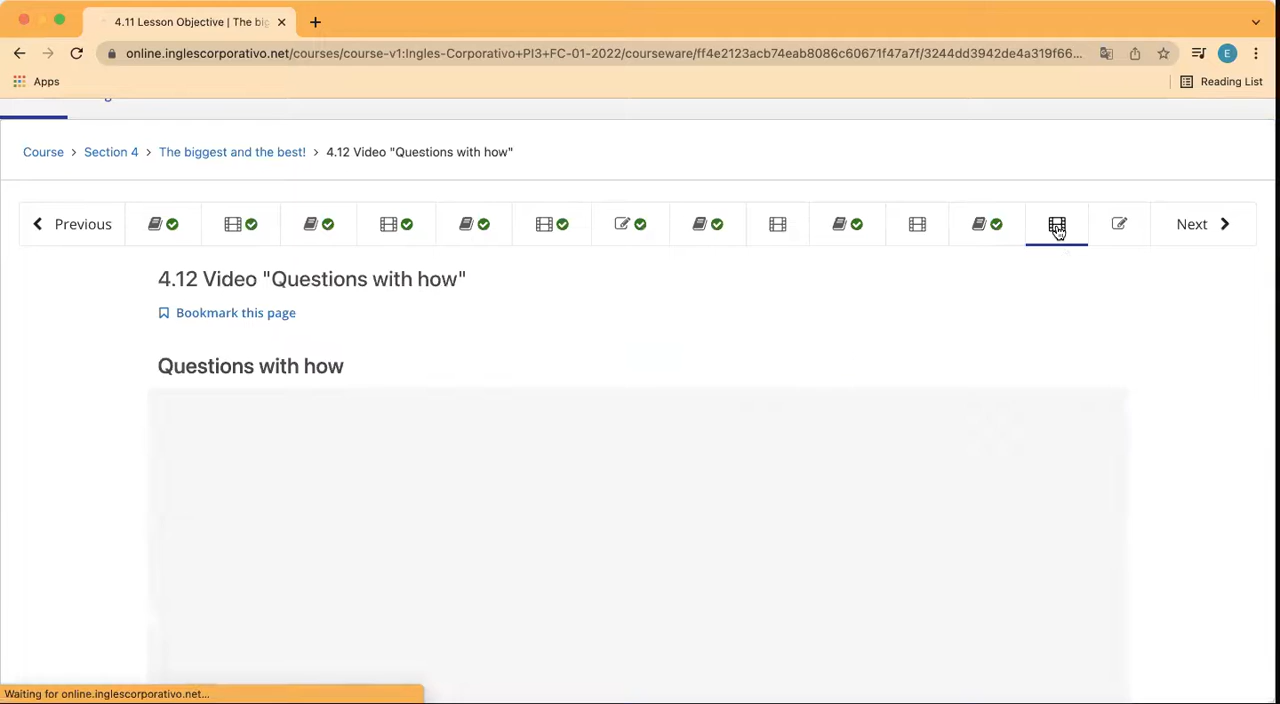 4.11 Lesson Objective | The big
online.inglescorporativo.net/courses/course-v1:Ingles-Corporativo+PI3+FC-01-2022/courseware/ff4e2123acb74eab8086c60671f47a7f/3244dd3942de4a319f66...
E
Apps
Reading List
Course > Section 4 > The biggest and the best! > 4.12 Video "Questions with how"
Previous
Next
4.12 Video "Questions with how"
Bookmark this page
Questions with how
Waiting for online.inglescorporativo.net...